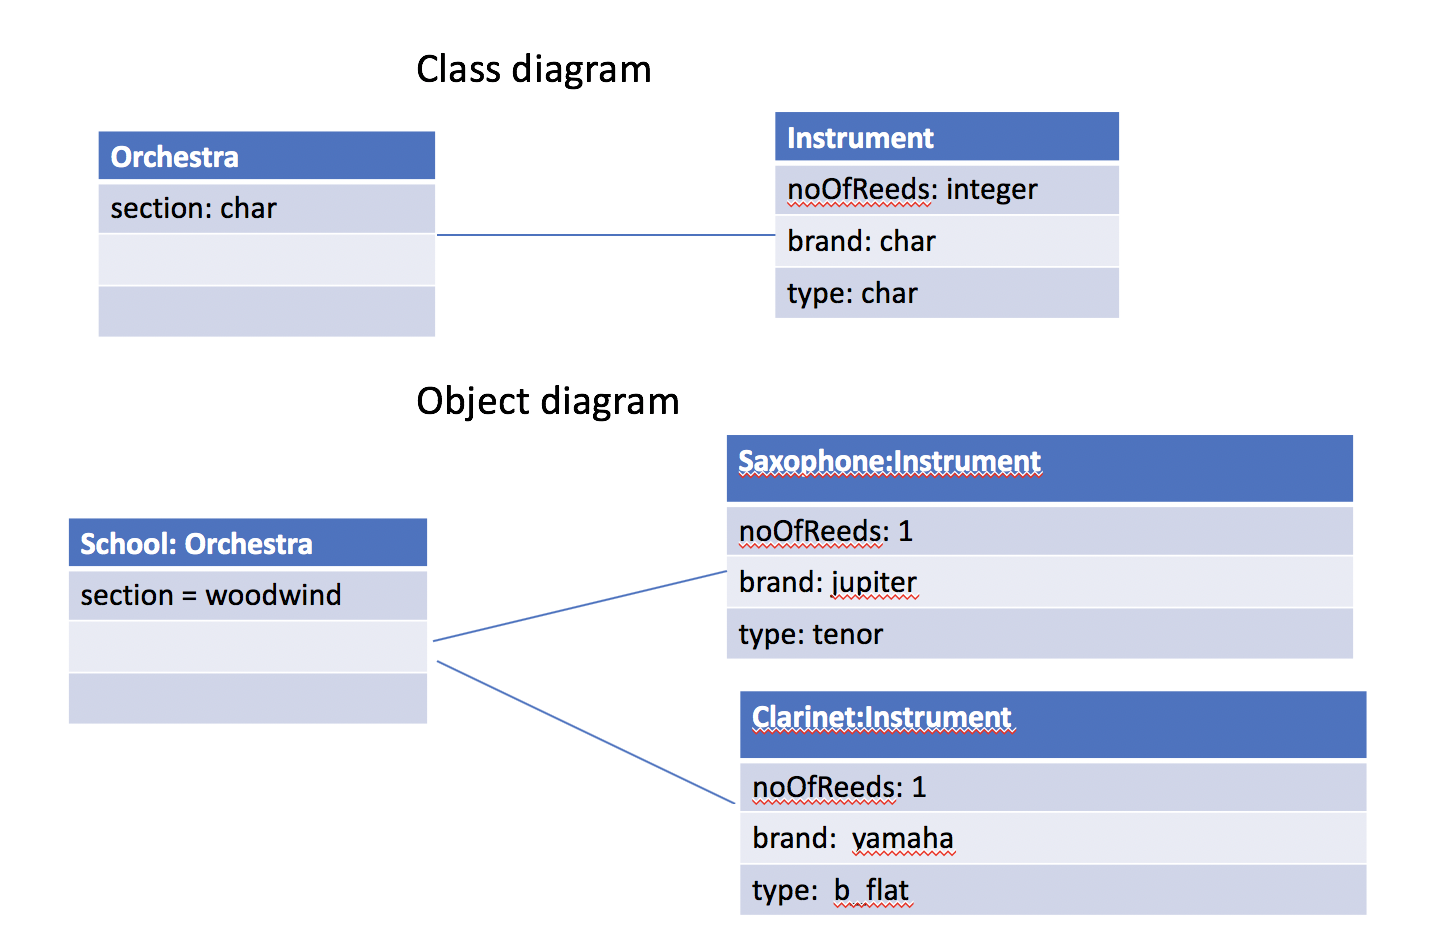 Class diagram
Orchestra
section: char
Instrument
noOfReeds: integer
brand: char
type: char
Object diagram
School: Orchestra
section = woodwind
Saxophone:Instrument
noOfReeds: 1
brand: jupiter
type: tenor
Clarinet:Instrument
noOfReeds: 1
brand:  yamaha
type:  b_flat